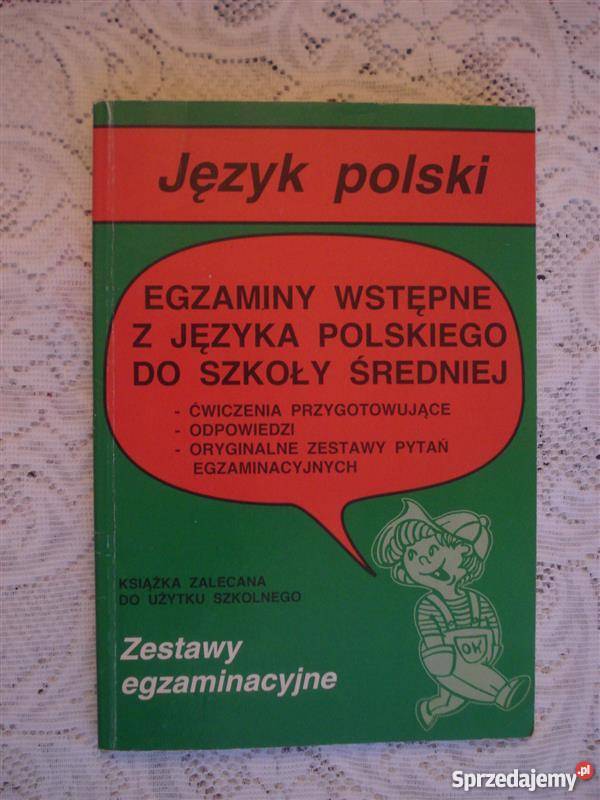 Język polski
EGZAMINY WSTĘPNE
Z JĘZYKA POLSKIEGO
DO SZKOŁY ŚREDNIEJ
- ĆWICZENIA PRZYGOTOWUJĄCE
- ODPOWIEDZI
- ORYGINALNE ZESTAWY PYTAŃ
EGZAMINACYJNYCH
KSIĄŻKA ZALECANA
DO UŻYTKU SZKOLNEGO
OK
Zestawy
egzaminacyjne
Sprzedajemy.pl